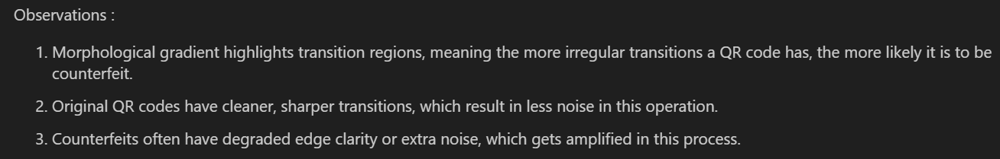 Observations :
1. Morphological gradient highlights transition regions, meaning the more irregular transitions a QR code has, the more likely it is to be
counterfeit.
2. Original QR codes have cleaner, sharper transitions, which result in less noise in this operation.
3. Counterfeits often have degraded edge clarity or extra noise, which gets amplified in this process.